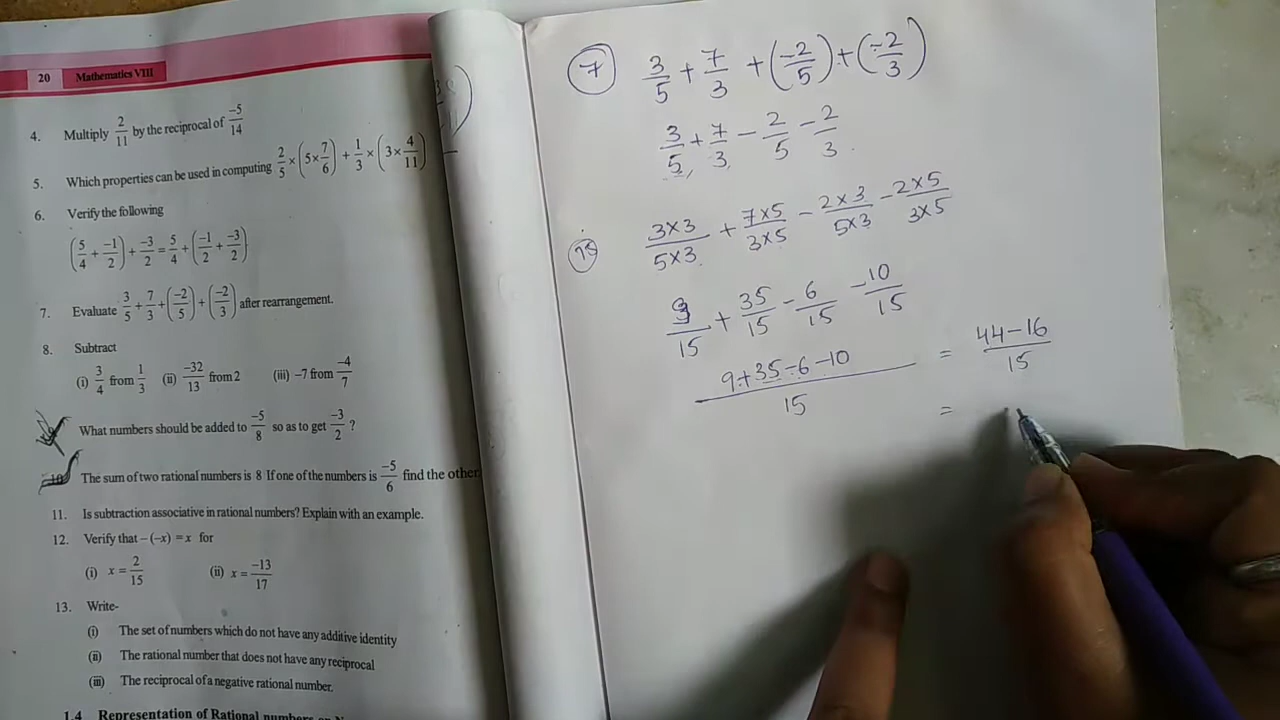 20 Mathematics VIII
4. Multiply 2/11 by the reciprocal of -5/14
5. Which properties can be used in computing 2/5 × (5 × 7/6) + 1/3 × (3 × 4/11)
6. Verify the following
(5/4 + -1/2) + -3/2 = 5/4 + (-1/2 + -3/2)
7. Evaluate 3/5 + 7/3 + (-2/5) + (-2/3) after rearrangement.
8. Subtract
(i) 3/4 from 1/3 (ii) -32/13 from 2 (iii) -7 from -4/7
What numbers should be added to -5/8 so as to get -3/2 ?
10. The sum of two rational numbers is 8 If one of the numbers is -5/6 find the other.
11. Is subtraction associative in rational numbers? Explain with an example.
12. Verify that – (–x) = x for
(i) x = 2/15 (ii) x = -13/17
13. Write-
(i) The set of numbers which do not have any additive identity
(ii) The rational number that does not have any reciprocal
(iii) The reciprocal of a negative rational number.
1.4 Representation of Rational numbers on N
7 3/5 + 7/3 + (-2/5) + (-2/3)
3/5 + 7/3 - 2/5 - 2/3
15 3×3/5×3 + 7×5/3×5 - 2×3/5×3 - 2×5/3×5
9/15 + 35/15 - 6/15 - 10/15
9+35-6-10/15 = 44-16/15
=